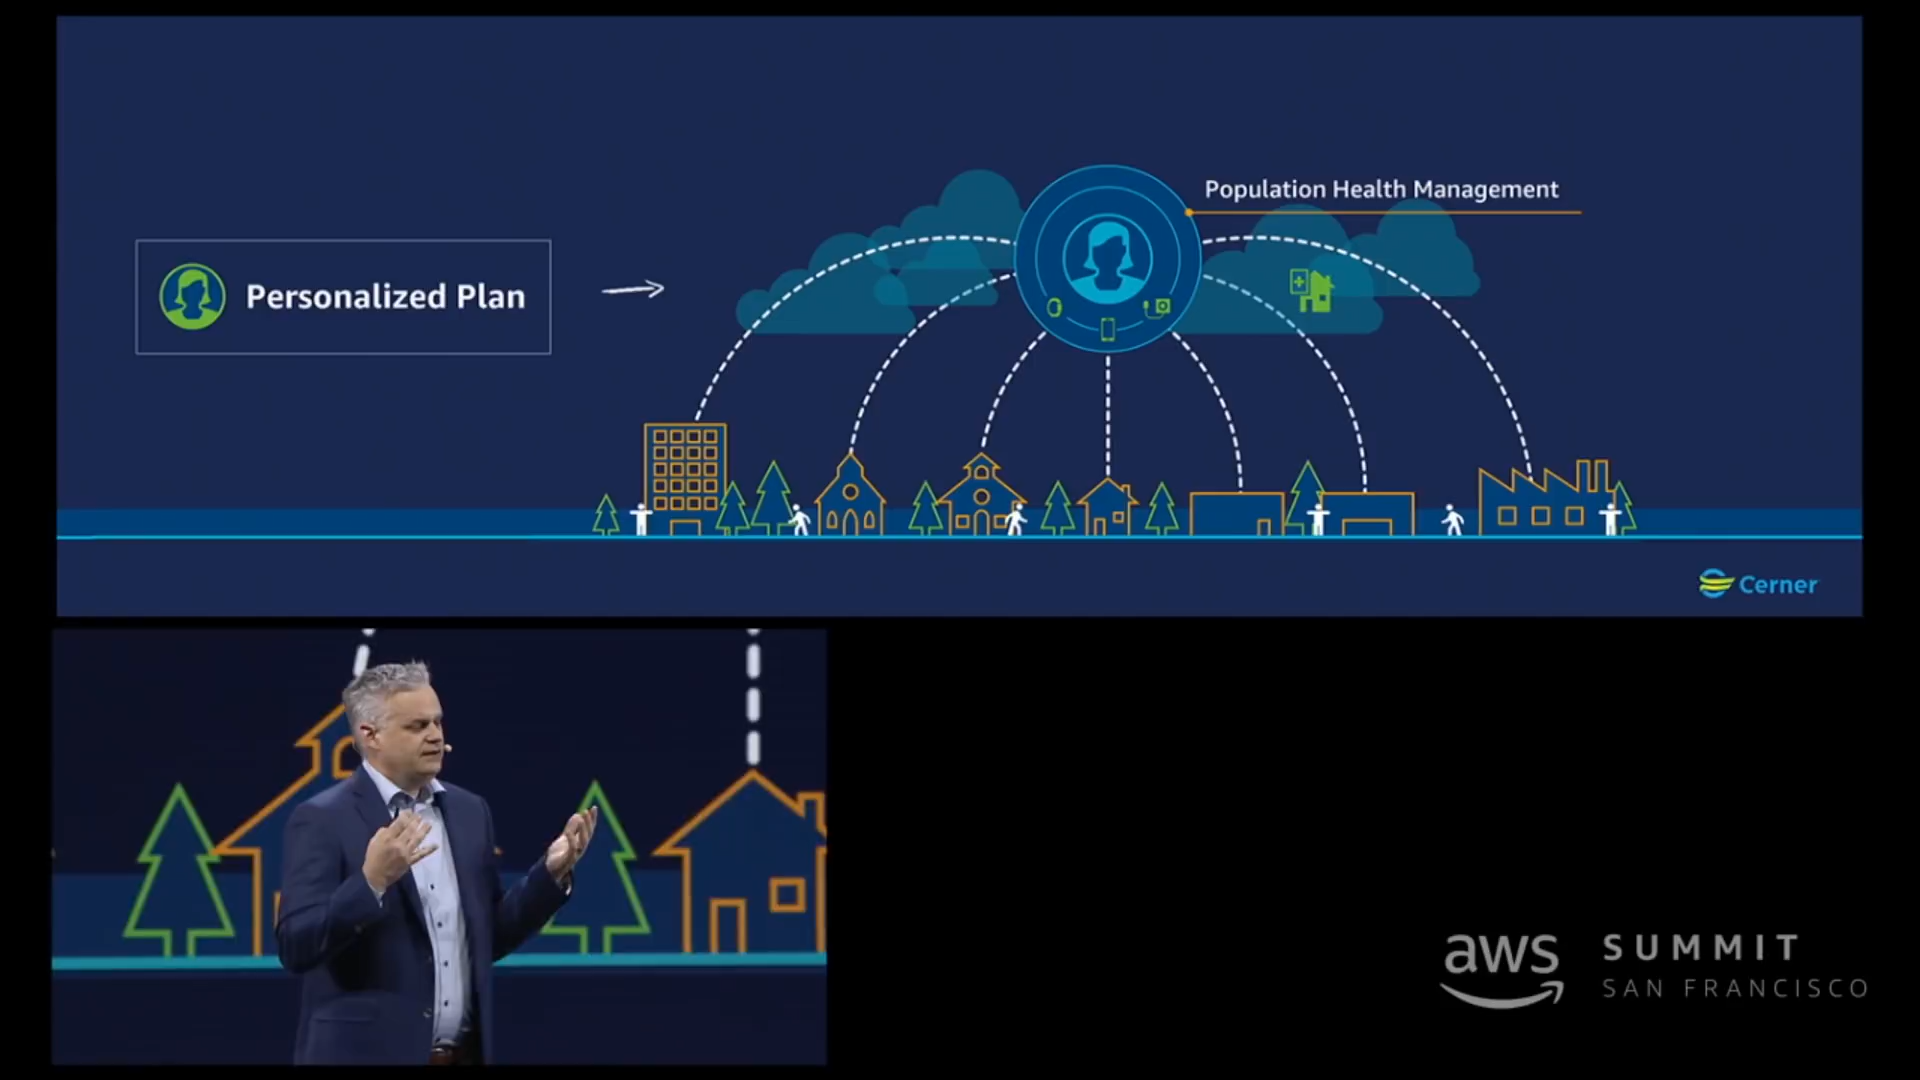 Population Health Management
Personalized Plan
Cerner
aws SUMMIT
SAN FRANCISCO